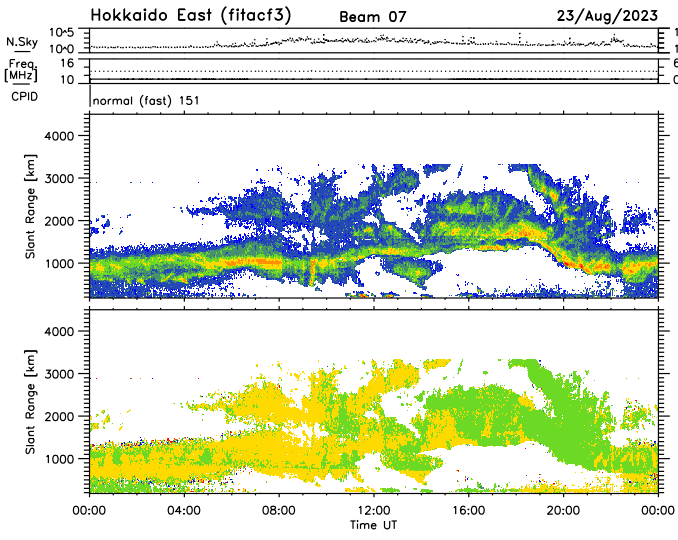 Hokkaido East (fitacf3) Beam 07 23/Aug/2023
N.Sky 10^5 10^0
Freq. [MHz] 16 10
CPID normal (fast) 151
Slant Range [km] 4000 3000 2000 1000
Slant Range [km] 4000 3000 2000 1000
00:00 04:00 08:00 12:00 16:00 20:00 00:00
Time UT